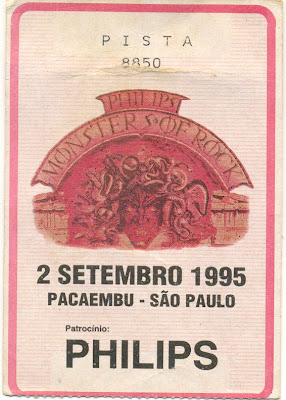 PISTA
8850
PHILIPS
MONSTERS OF ROCK
2 SETEMBRO 1995
PACAEMBU - SÃO PAULO
Patrocínio:
PHILIPS